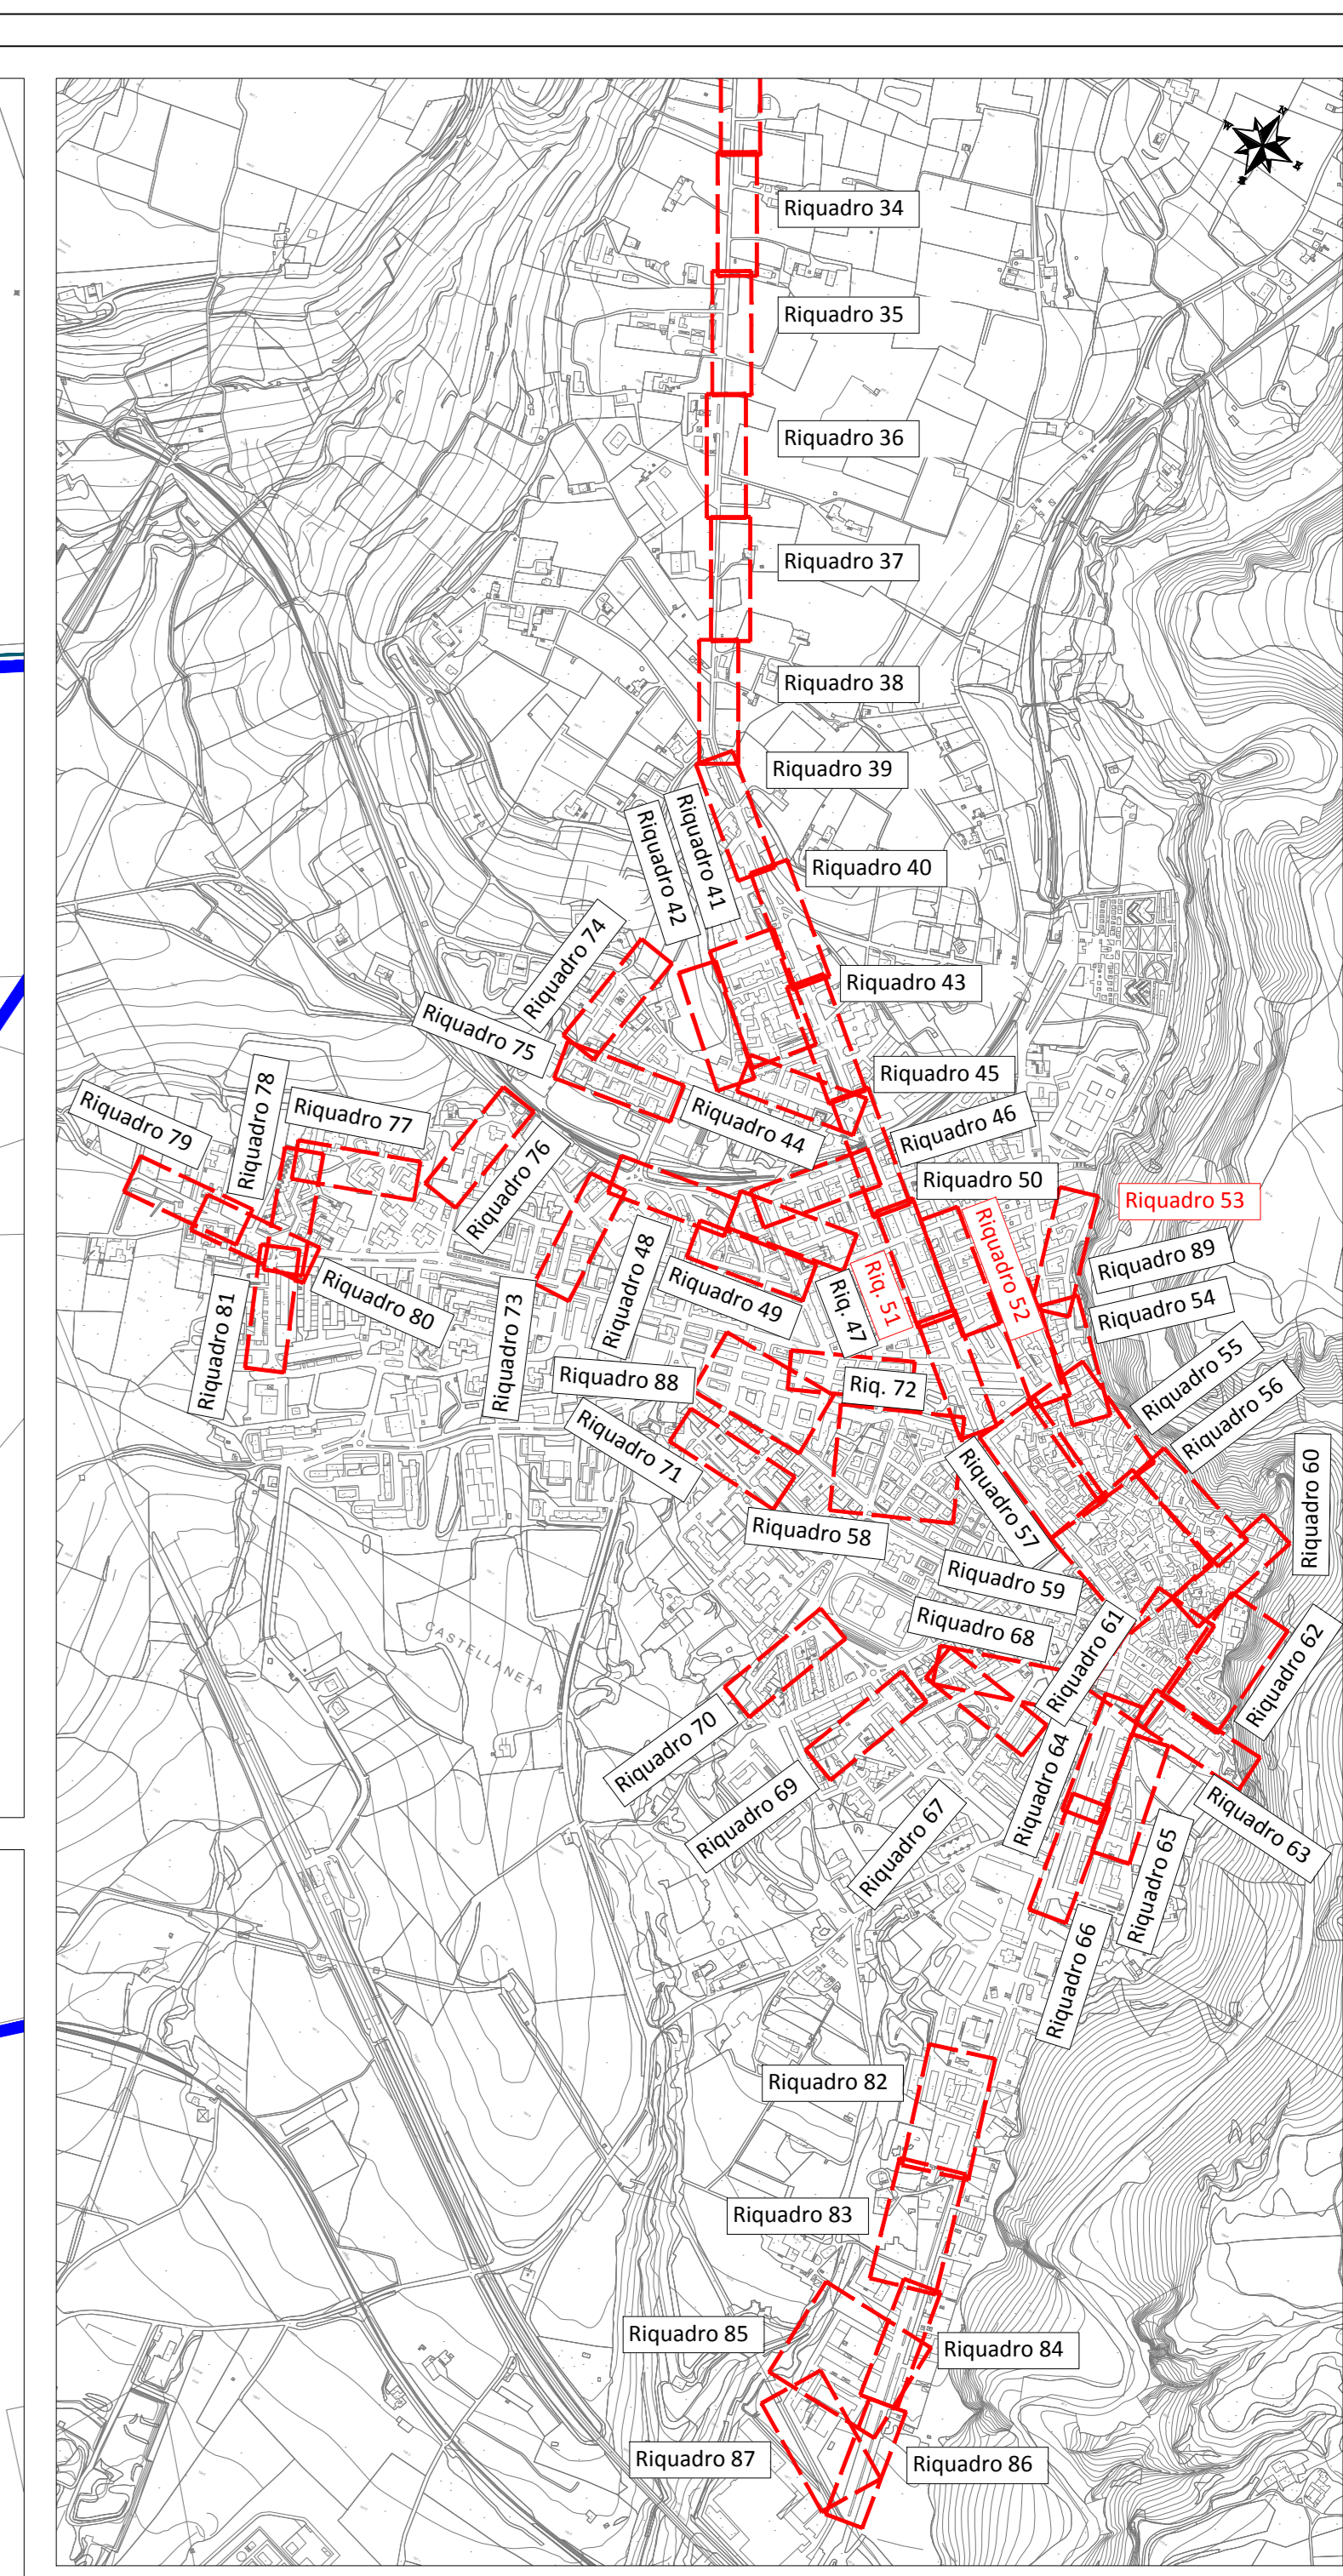 Riquadro 34
Riquadro 35
Riquadro 36
Riquadro 37
Riquadro 38
Riquadro 39
Riquadro 40
Riquadro 41
Riquadro 42
Riquadro 74
Riquadro 43
Riquadro 75
Riquadro 45
Riquadro 44
Riquadro 46
Riquadro 78
Riquadro 77
Riquadro 79
Riquadro 76
Riquadro 50
Riquadro 53
Riquadro 52
Riquadro 89
Riquadro 54
Riquadro 48
Riquadro 49
Riq. 47
Riq. 51
Riquadro 80
Riquadro 81
Riquadro 73
Riquadro 88
Riq. 72
Riquadro 55
Riquadro 56
Riquadro 71
Riquadro 57
Riquadro 60
Riquadro 58
Riquadro 59
Riquadro 68
Riquadro 61
Riquadro 62
CASTELLANETA
Riquadro 70
Riquadro 69
Riquadro 67
Riquadro 64
Riquadro 63
Riquadro 65
Riquadro 66
Riquadro 82
Riquadro 83
Riquadro 85
Riquadro 84
Riquadro 87
Riquadro 86